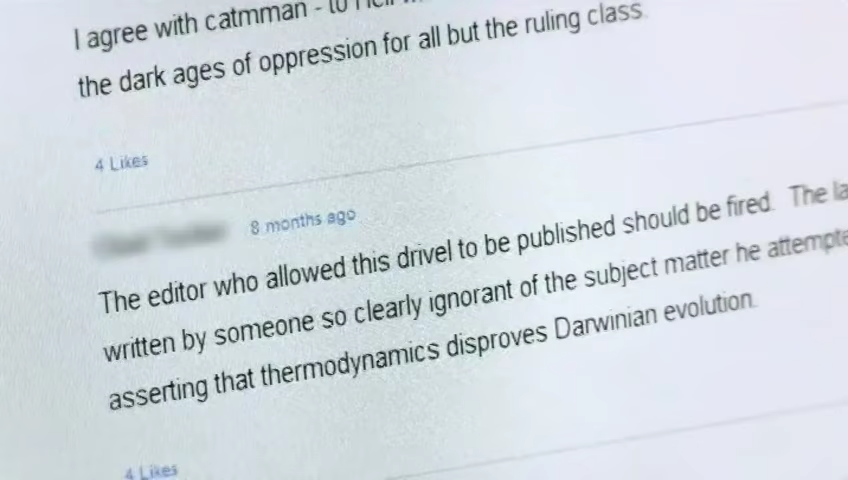 I agree with catmman - to
the dark ages of oppression for all but the ruling class.
4 Likes
8 months ago
The editor who allowed this drivel to be published should be fired. The
written by someone so clearly ignorant of the subject matter he
asserting that thermodynamics disproves Darwinian evolution.
4 Likes